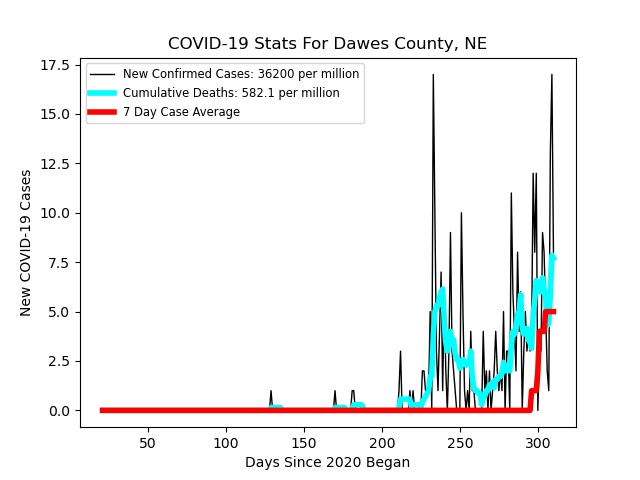 COVID-19 Stats For Dawes County, NE
New Confirmed Cases: 36200 per million
Cumulative Deaths: 582.1 per million
7 Day Case Average
New COVID-19 Cases
17.5
15.0
12.5
10.0
7.5
5.0
2.5
0.0
50 100 150 200 250 300
Days Since 2020 Began